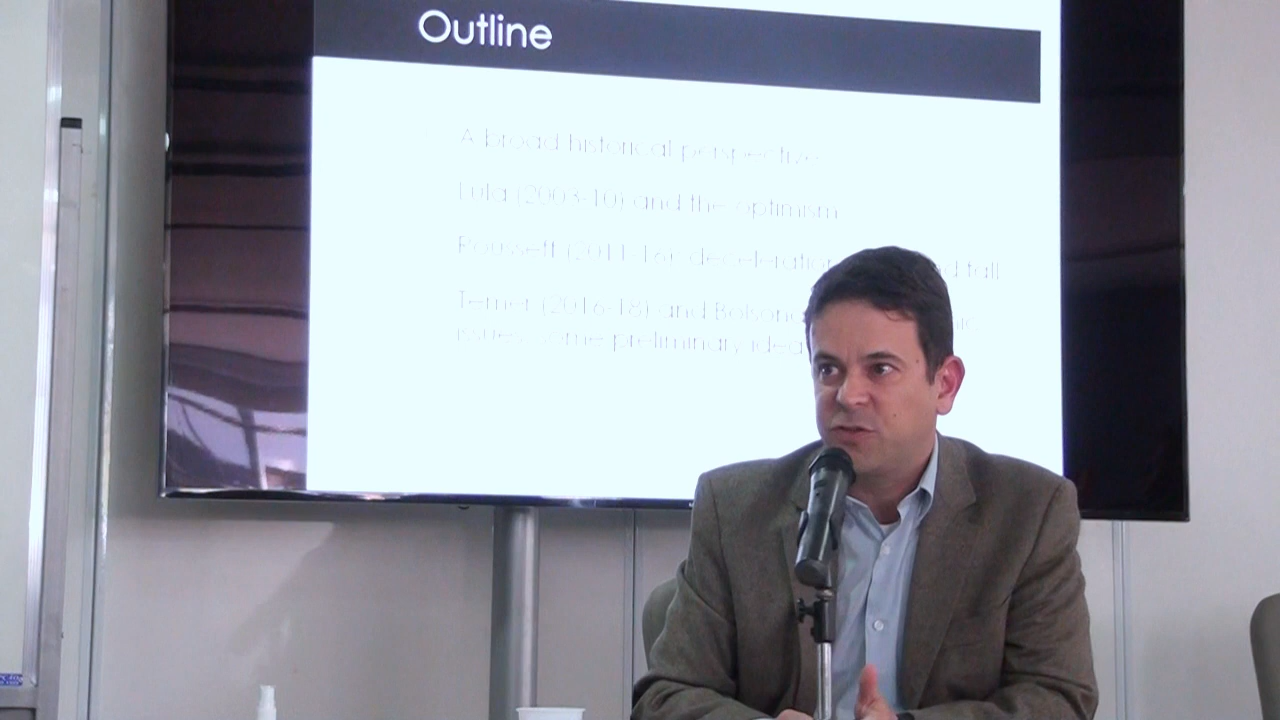 Outline
A broad historical perspective
Lula (2003-10) and the optimism
Rousseff (2011-16): deceleration
Temer (2016-18) and
issues: some preliminary